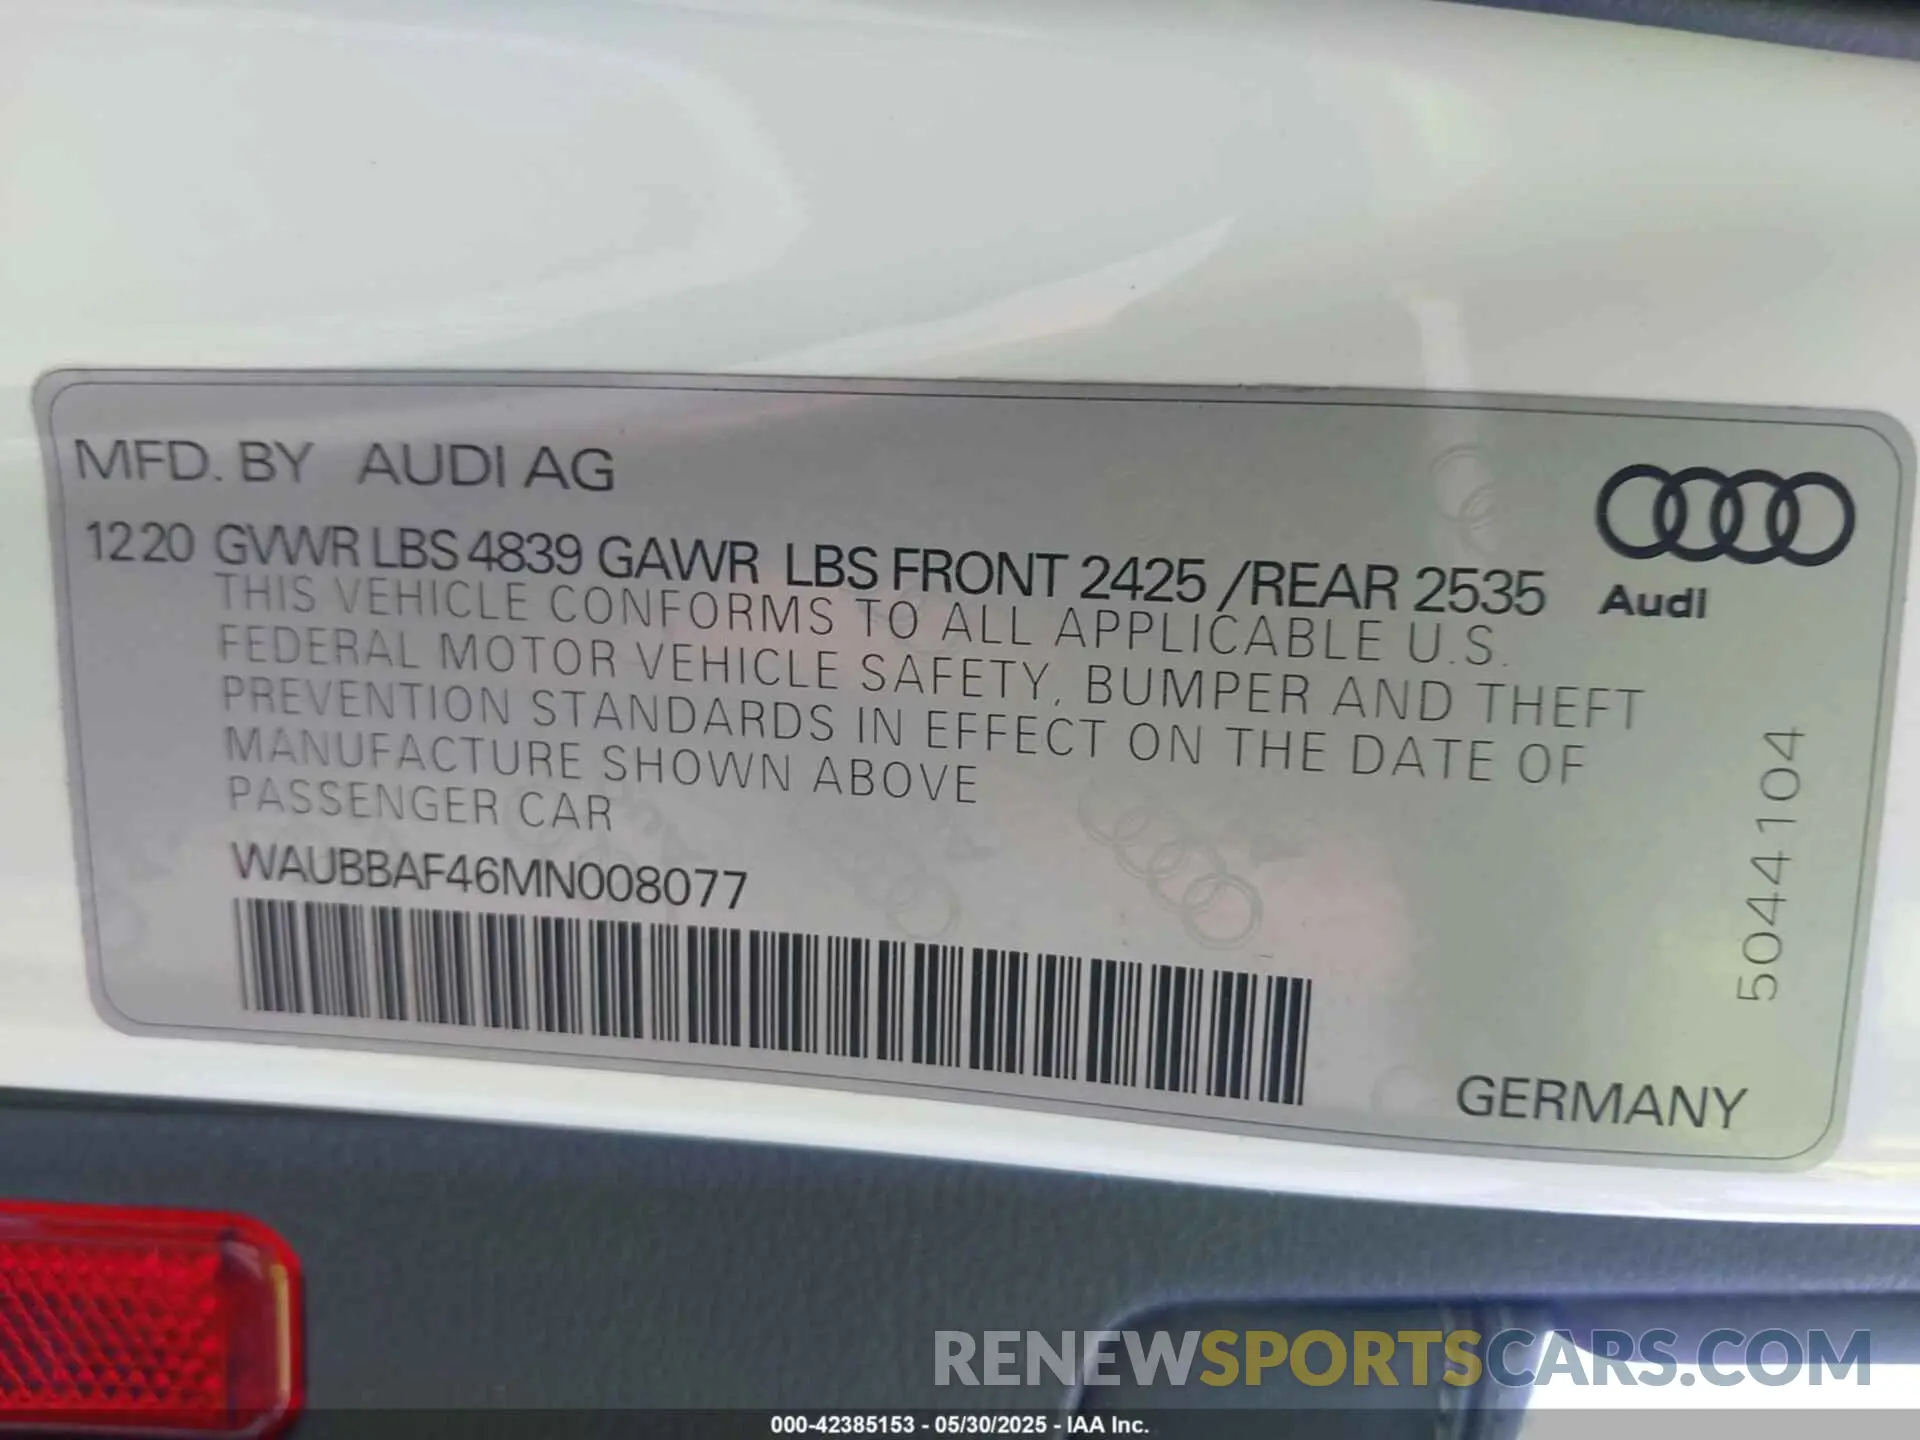 MFD. BY AUDI AG
1220 GVWR LBS 4839 GAWR LBS FRONT 2425 /REAR 2535
Audi
THIS VEHICLE CONFORMS TO ALL APPLICABLE U.S.
FEDERAL MOTOR VEHICLE SAFETY, BUMPER AND THEFT
PREVENTION STANDARDS IN EFFECT ON THE DATE OF
MANUFACTURE SHOWN ABOVE
PASSENGER CAR
WAUBBAF46MN008077
5044104
GERMANY
RENEWSPORTSCARS.COM
000-42385153 - 05/30/2025 - IAA Inc.